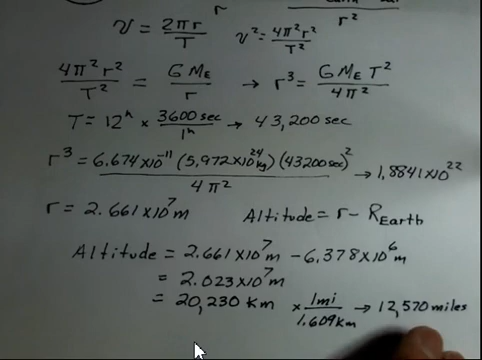 r
r²
v = 2πr/T v² = 4π²r²/T²
4π²r²/T² = GM_E/r → r³ = GM_E T²/4π²
T = 12ʰ × 3600 sec/1ʰ → 43,200 sec
r³ = 6.674×10⁻¹¹ (5.972×10²⁴ kg)(43200 sec)²/4π² → 1.8841×10²²
r = 2.661×10⁷ m Altitude = r − R_Earth
Altitude = 2.661×10⁷ m − 6.378×10⁶ m
= 2.023×10⁷ m
= 20,230 km × 1 mi/1.609 km → 12,570 miles